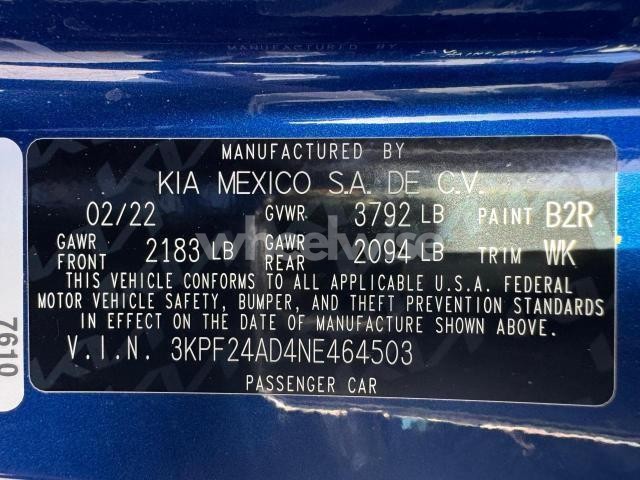 MANUFACTURED BY
KIA MEXICO S.A. DE C.V.
02/22 GVWR 3792 LB PAINT B2R
GAWR FRONT 2183 LB GAWR REAR 2094 LB TRIM WK
THIS VEHICLE CONFORMS TO ALL APPLICABLE U.S.A. FEDERAL
MOTOR VEHICLE SAFETY, BUMPER, AND THEFT PREVENTION STANDARDS
IN EFFECT ON THE DATE OF MANUFACTURE SHOWN ABOVE.
V.I.N. 3KPF24AD4NE464503
PASSENGER CAR
7610
wheelwise